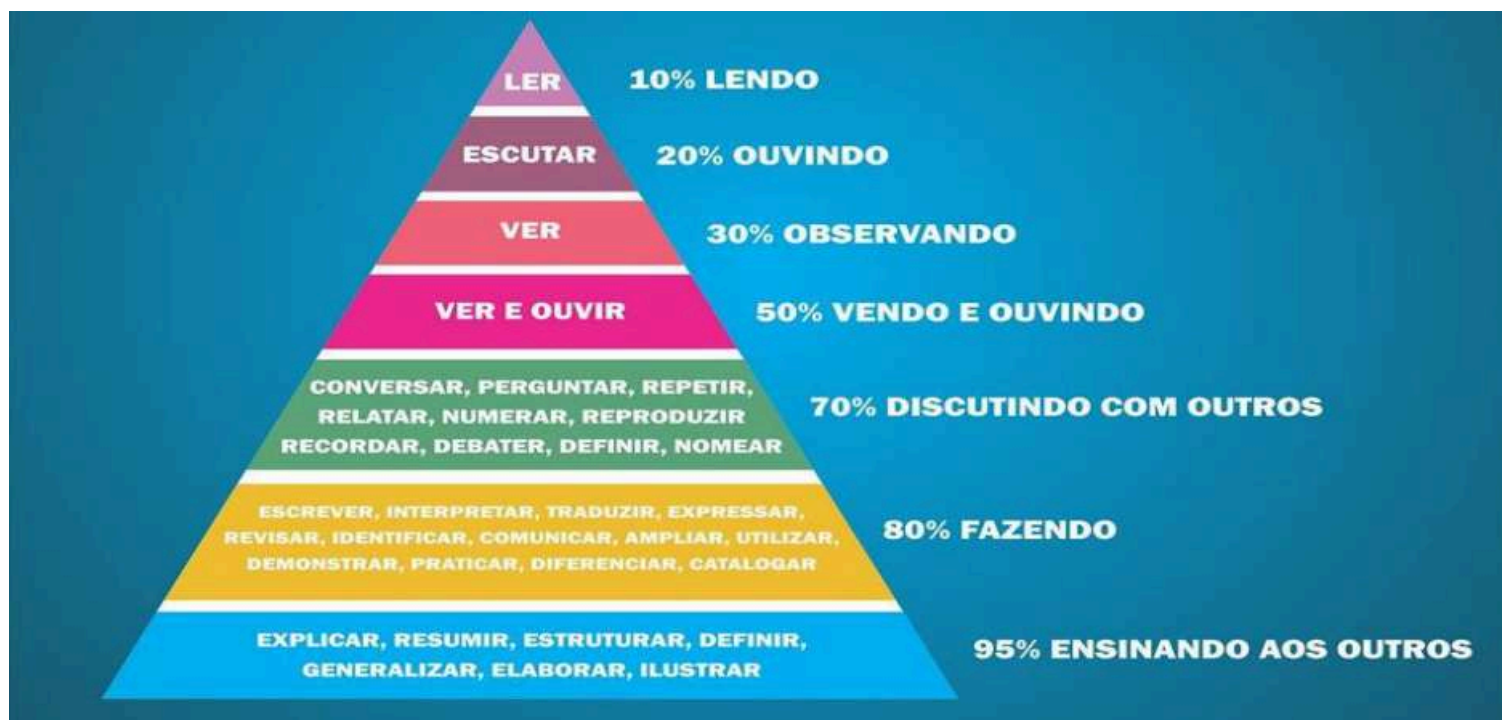 LER
10% LENDO
ESCUTAR
20% OUVINDO
VER
30% OBSERVANDO
VER E OUVIR
50% VENDO E OUVINDO
CONVERSAR, PERGUNTAR, REPETIR,
RELATAR, NUMERAR, REPRODUZIR
RECORDAR, DEBATER, DEFINIR, NOMEAR
70% DISCUTINDO COM OUTROS
ESCREVER, INTERPRETAR, TRADUZIR, EXPRESSAR,
REVISAR, IDENTIFICAR, COMUNICAR, AMPLIAR, UTILIZAR,
DEMONSTRAR, PRATICAR, DIFERENCIAR, CATALOGAR
80% FAZENDO
EXPLICAR, RESUMIR, ESTRUTURAR, DEFINIR,
GENERALIZAR, ELABORAR, ILUSTRAR
95% ENSINANDO AOS OUTROS